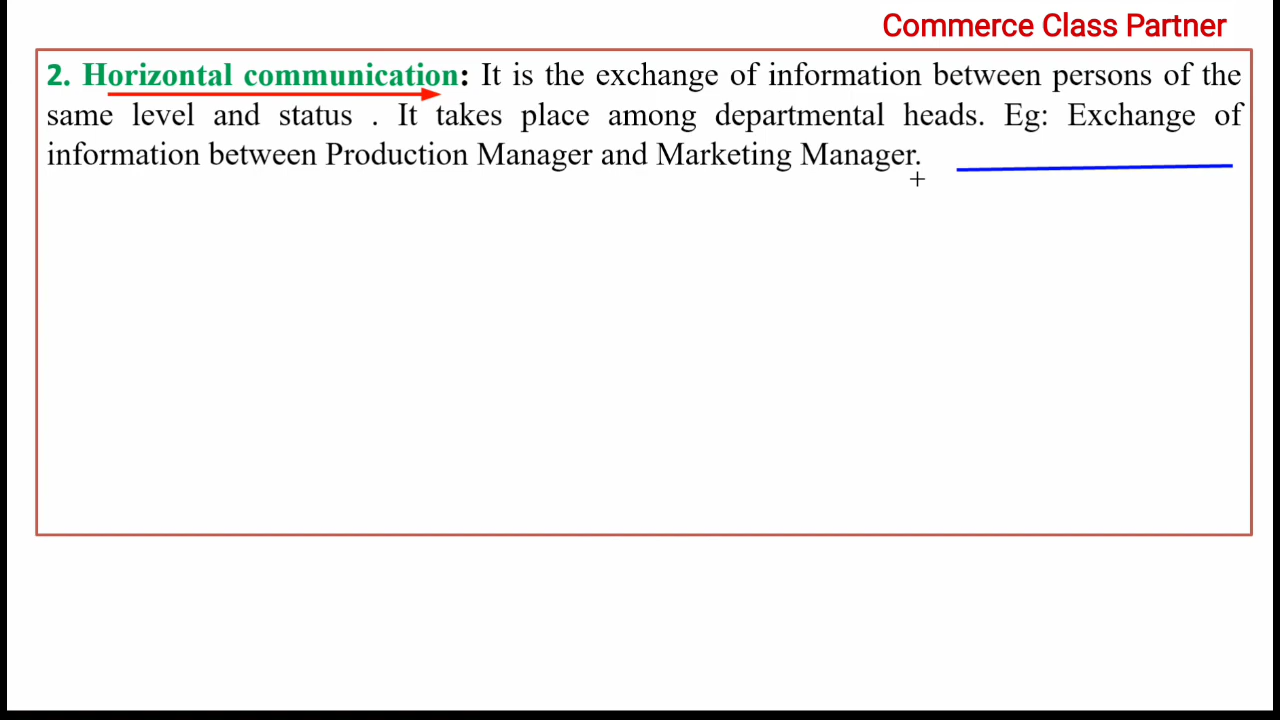 Commerce Class Partner
2. Horizontal communication: It is the exchange of information between persons of the
same level and status . It takes place among departmental heads. Eg: Exchange of
information between Production Manager and Marketing Manager.